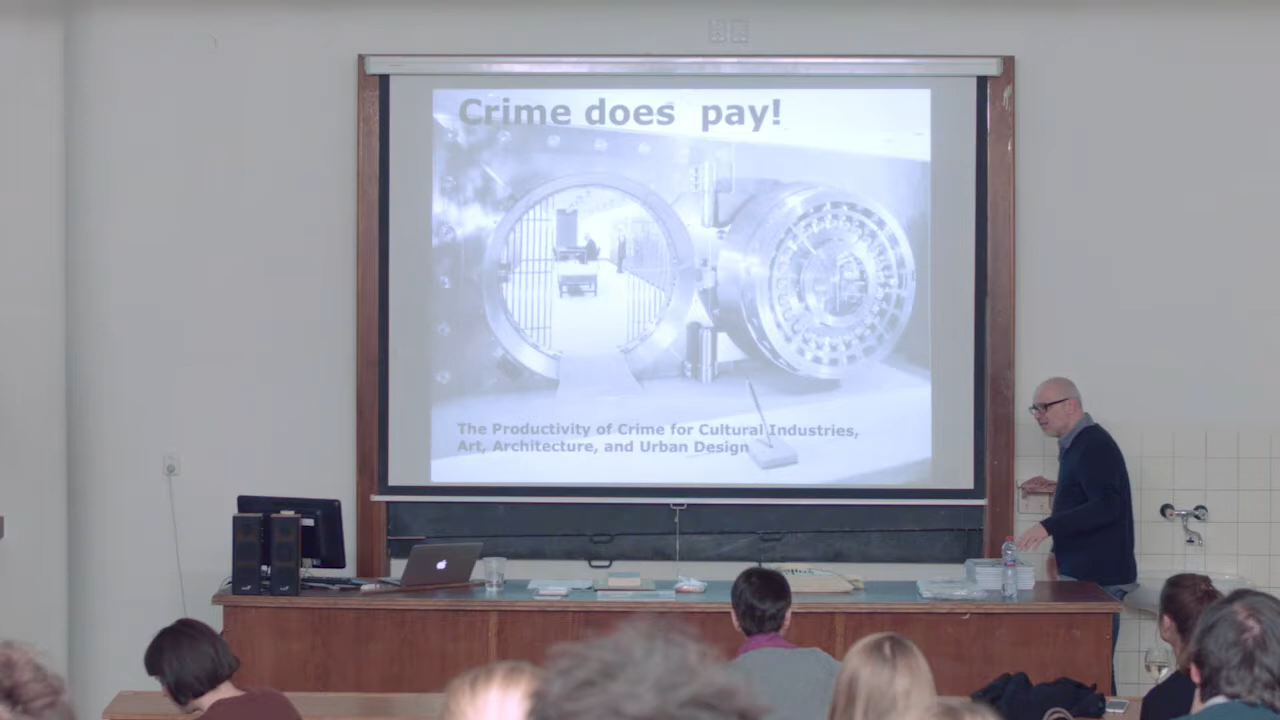 Crime does pay!
The Productivity of Crime for Cultural Industries,
Art, Architecture, and Urban Design